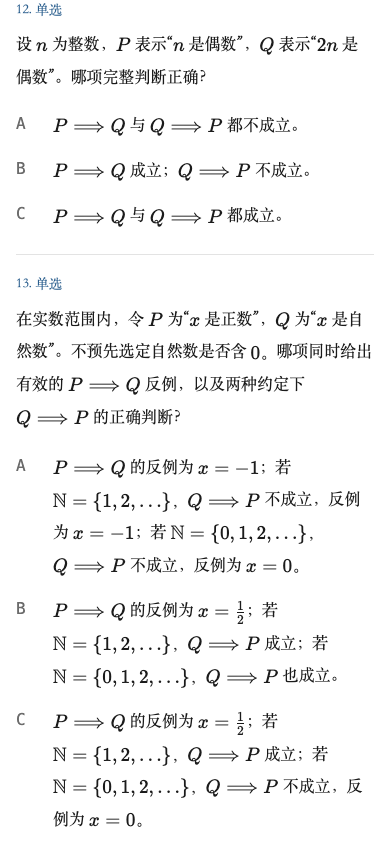 12. 单选
设 n 为整数，P 表示“n 是偶数”，Q 表示“2n 是
偶数”。哪项完整判断正确?
A P ⟹ Q 与 Q ⟹ P 都不成立。
B P ⟹ Q 成立；Q ⟹ P 不成立。
C P ⟹ Q 与 Q ⟹ P 都成立。
13. 单选
在实数范围内，令 P 为“x 是正数”，Q 为“x 是自
然数”。不预先选定自然数是否含 0。哪项同时给出
有效的 P ⟹ Q 反例，以及两种约定下
Q ⟹ P 的正确判断?
A P ⟹ Q 的反例为 x = −1；若
ℕ = {1, 2, …}，Q ⟹ P 不成立，反例
为 x = −1；若 ℕ = {0, 1, 2, …}，
Q ⟹ P 不成立，反例为 x = 0。
B P ⟹ Q 的反例为 x = 1/2；若
ℕ = {1, 2, …}，Q ⟹ P 成立；若
ℕ = {0, 1, 2, …}，Q ⟹ P 也成立。
C P ⟹ Q 的反例为 x = 1/2；若
ℕ = {1, 2, …}，Q ⟹ P 成立；若
ℕ = {0, 1, 2, …}，Q ⟹ P 不成立，反
例为 x = 0。